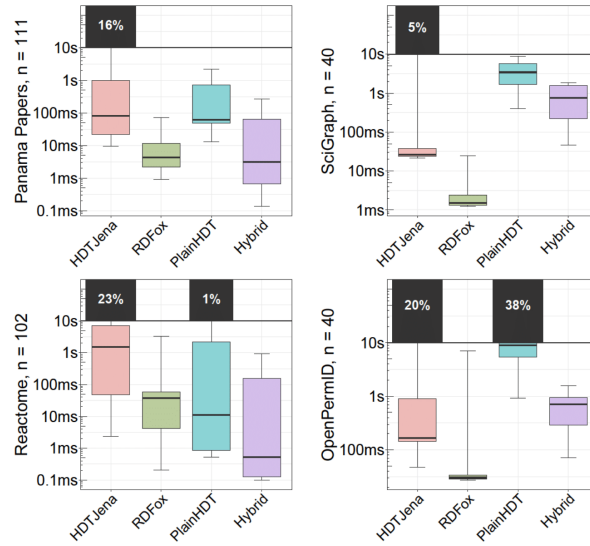 Panama Papers, n = 111
16%
10s
1s
100ms
10ms
1ms
0.1ms
HDTJena
RDFox
PlainHDT
Hybrid
SciGraph, n = 40
5%
10s
1s
100ms
10ms
1ms
HDTJena
RDFox
PlainHDT
Hybrid
Reactome, n = 102
23%
1%
10s
1s
100ms
10ms
1ms
0.1ms
HDTJena
RDFox
PlainHDT
Hybrid
OpenPermID, n = 40
20%
38%
10s
1s
100ms
HDTJena
RDFox
PlainHDT
Hybrid